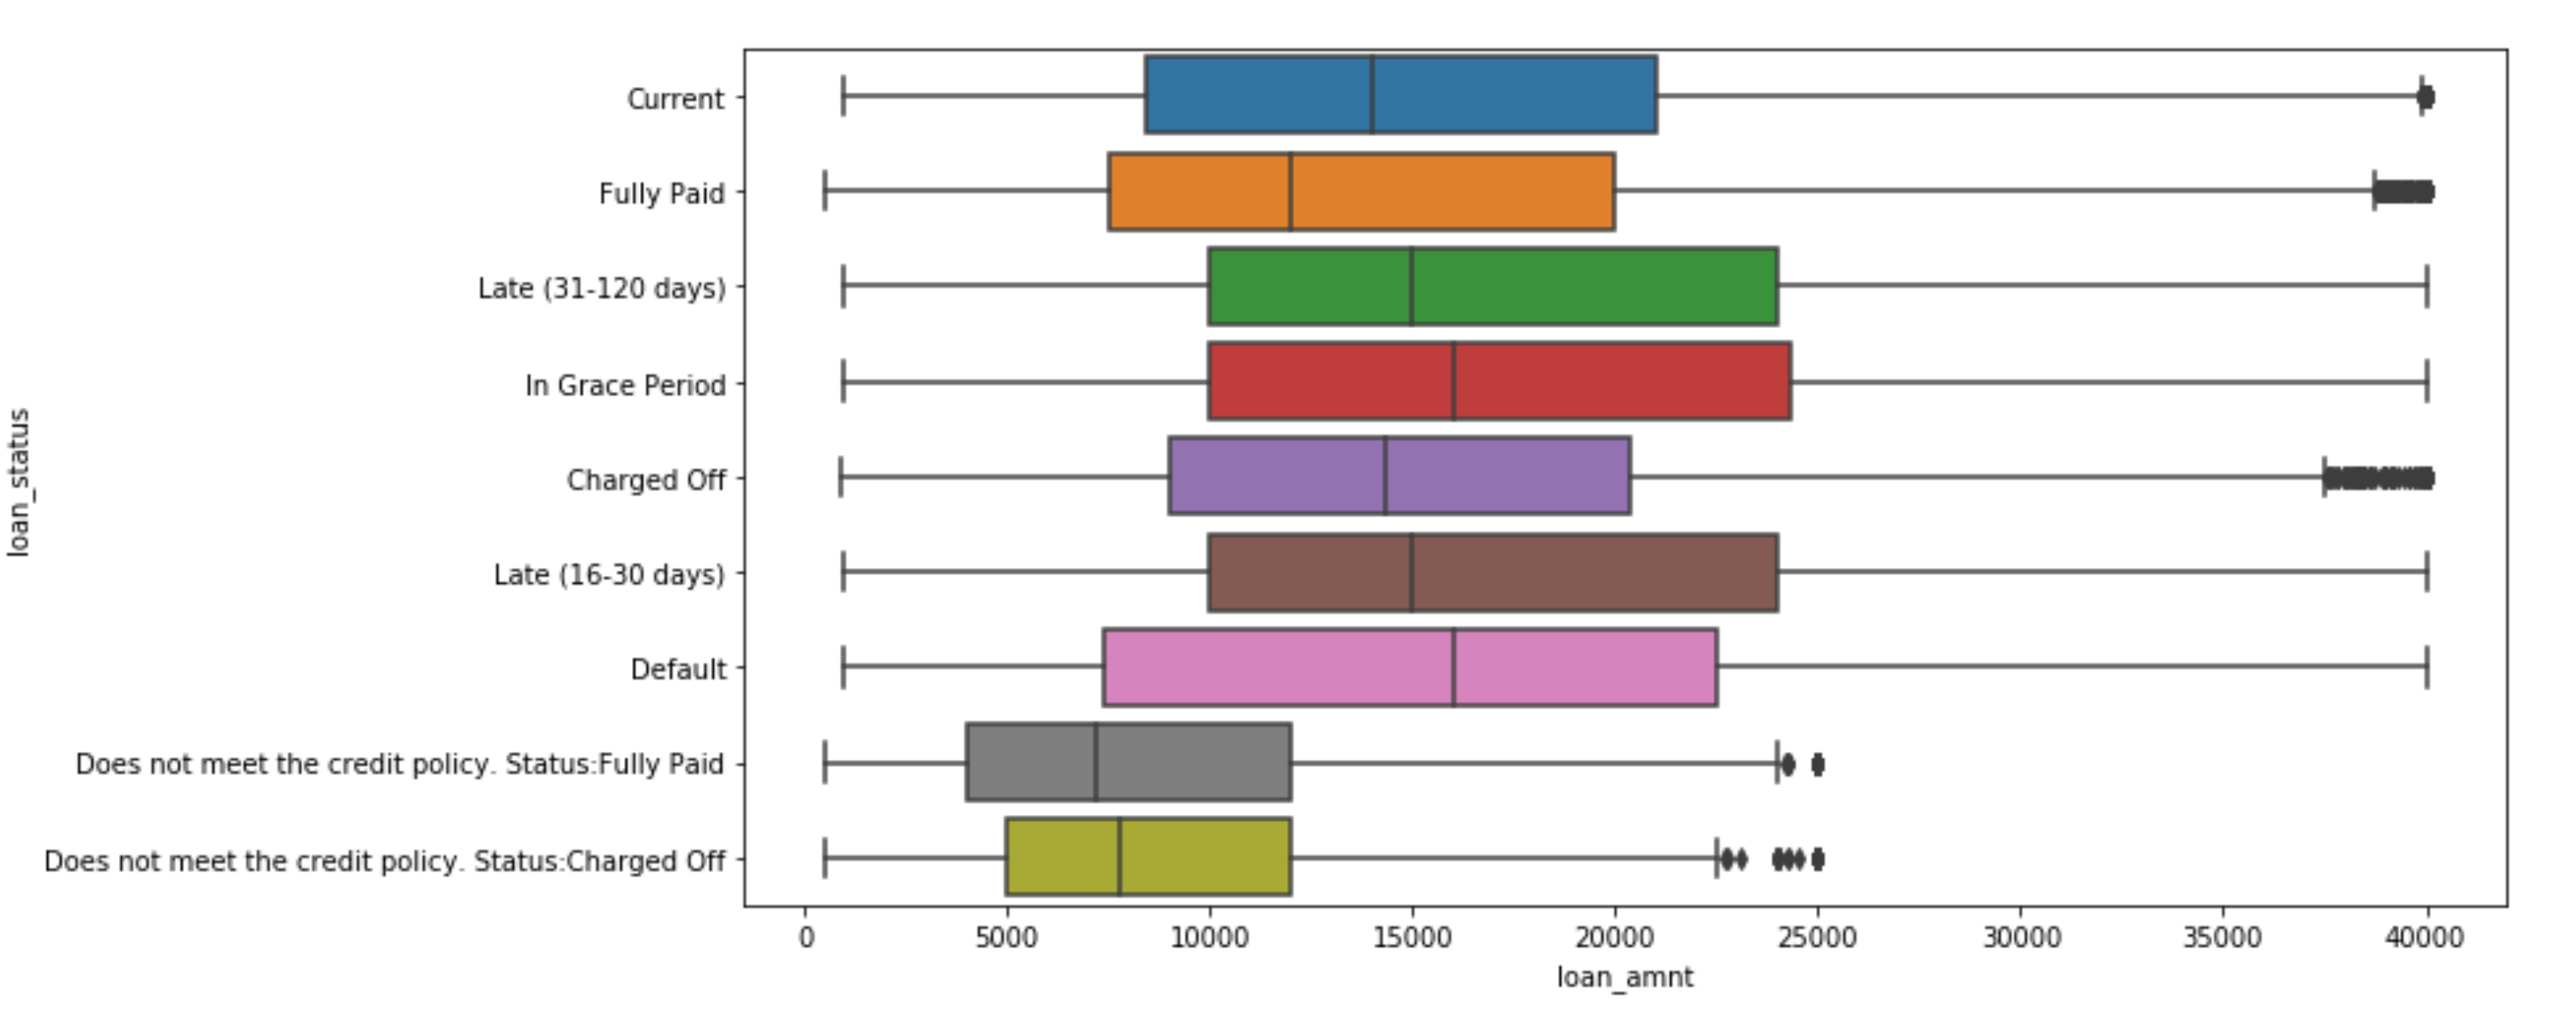 Current
Fully Paid
Late (31-120 days)
In Grace Period
Charged Off
Late (16-30 days)
Default
Does not meet the credit policy. Status:Fully Paid
Does not meet the credit policy. Status:Charged Off
loan_status
0 5000 10000 15000 20000 25000 30000 35000 40000
loan_amnt